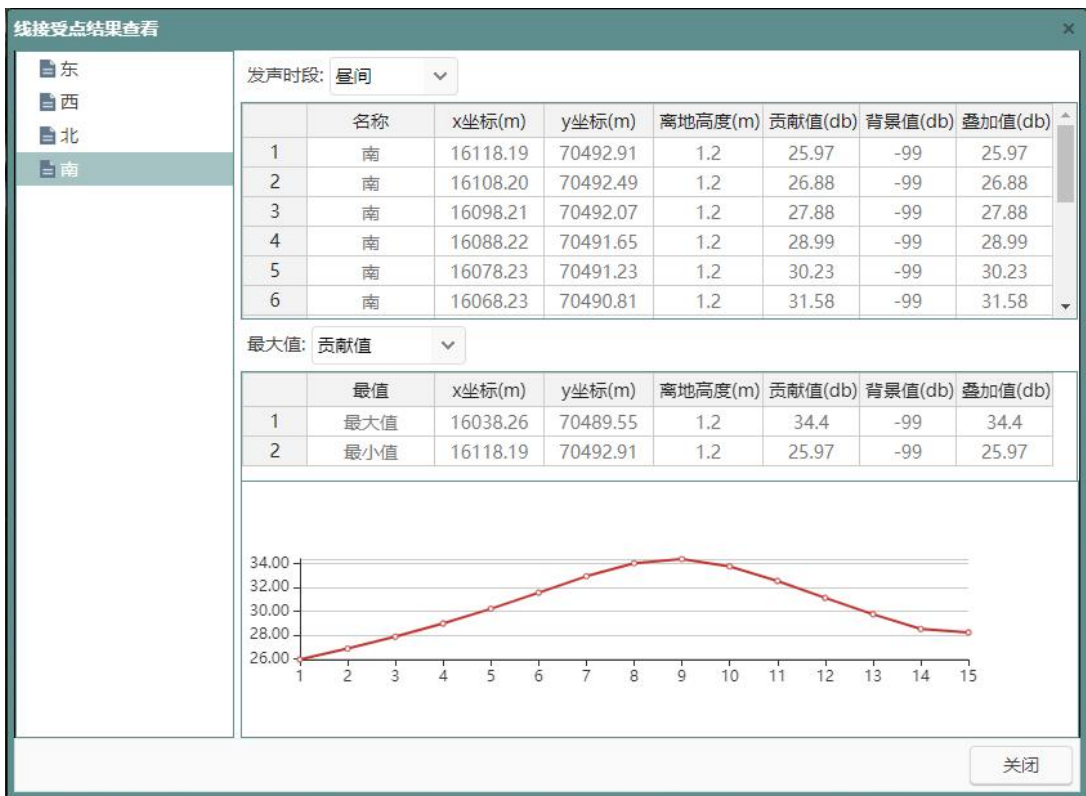 线接受点结果查看 ×
东
西
北
南
发声时段: 昼间
名称 x坐标(m) y坐标(m) 离地高度(m) 贡献值(db) 背景值(db) 叠加值(db)
1 南 16118.19 70492.91 1.2 25.97 -99 25.97
2 南 16108.20 70492.49 1.2 26.88 -99 26.88
3 南 16098.21 70492.07 1.2 27.88 -99 27.88
4 南 16088.22 70491.65 1.2 28.99 -99 28.99
5 南 16078.23 70491.23 1.2 30.23 -99 30.23
6 南 16068.23 70490.81 1.2 31.58 -99 31.58
最大值: 贡献值
最值 x坐标(m) y坐标(m) 离地高度(m) 贡献值(db) 背景值(db) 叠加值(db)
1 最大值 16038.26 70489.55 1.2 34.4 -99 34.4
2 最小值 16118.19 70492.91 1.2 25.97 -99 25.97
34.00
32.00
30.00
28.00
26.00
1 2 3 4 5 6 7 8 9 10 11 12 13 14 15
关闭